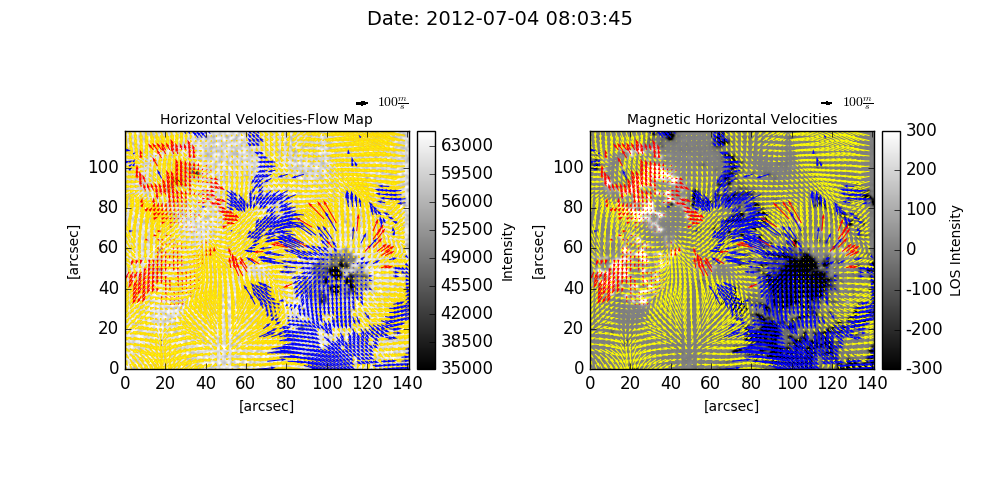 Date: 2012-07-04 08:03:45
100 m/s
Horizontal Velocities-Flow Map
100
80
60
40
20
0
[arcsec]
0 20 40 60 80 100 120 140
[arcsec]
63000
59500
56000
52500
49000
45500
42000
38500
35000
Intensity
100 m/s
Magnetic Horizontal Velocities
100
80
60
40
20
0
[arcsec]
0 20 40 60 80 100 120 140
[arcsec]
300
200
100
0
-100
-200
-300
LOS Intensity